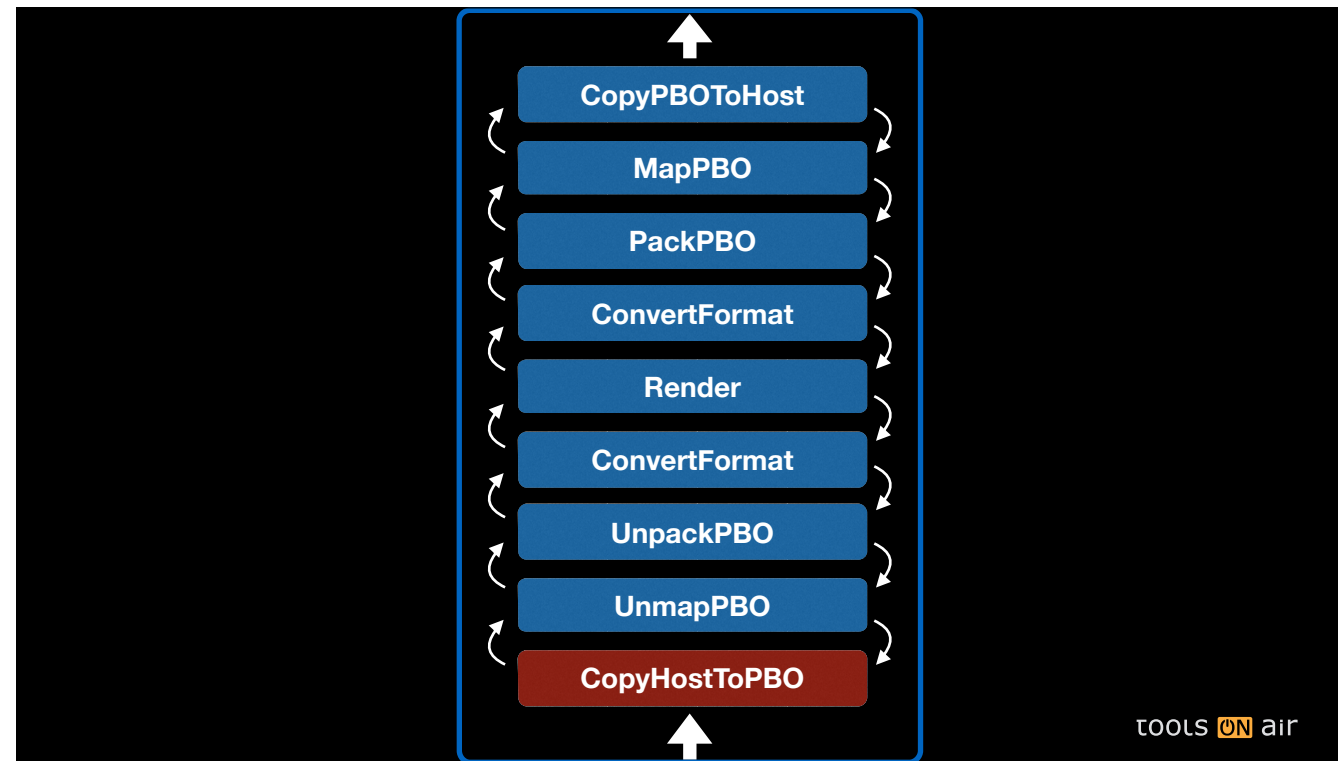 CopyPBOToHost
MapPBO
PackPBO
ConvertFormat
Render
ConvertFormat
UnpackPBO
UnmapPBO
CopyHostToPBO
TOOLS ON air